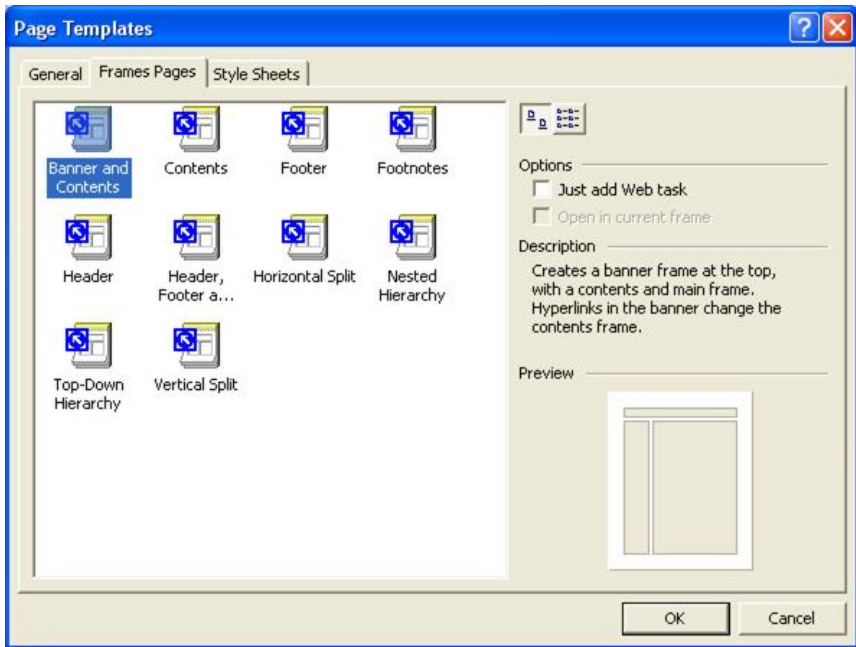 Page Templates
General Frames Pages Style Sheets
Banner and
Contents
Contents
Footer
Footnotes
Header
Header,
Footer a...
Horizontal Split
Nested
Hierarchy
Top-Down
Hierarchy
Vertical Split
Options
Just add Web task
Open in current frame
Description
Creates a banner frame at the top,
with a contents and main frame.
Hyperlinks in the banner change the
contents frame.
Preview
OK Cancel